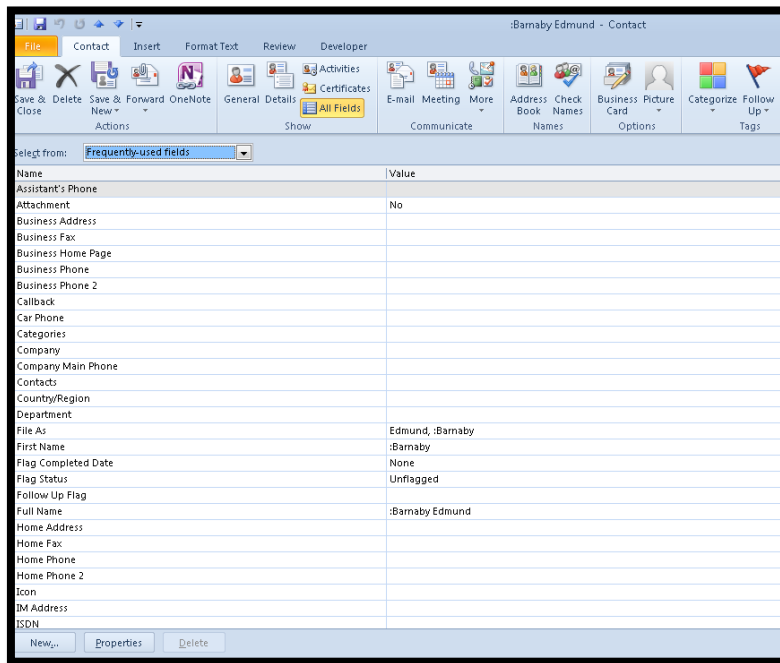 :Barnaby Edmund - Contact
File Contact Insert Format Text Review Developer
Save & Close Delete Save & New Forward OneNote General Details Activities Certificates All Fields E-mail Meeting More Address Book Check Names Business Card Picture Categorize Follow Up
Actions Show Communicate Names Options Tags
Select from: Frequently-used fields
Name Value
Assistant's Phone
Attachment No
Business Address
Business Fax
Business Home Page
Business Phone
Business Phone 2
Callback
Car Phone
Categories
Company
Company Main Phone
Contacts
Country/Region
Department
File As Edmund, :Barnaby
First Name :Barnaby
Flag Completed Date None
Flag Status Unflagged
Follow Up Flag
Full Name :Barnaby Edmund
Home Address
Home Fax
Home Phone
Home Phone 2
Icon
IM Address
ISDN
New... Properties Delete